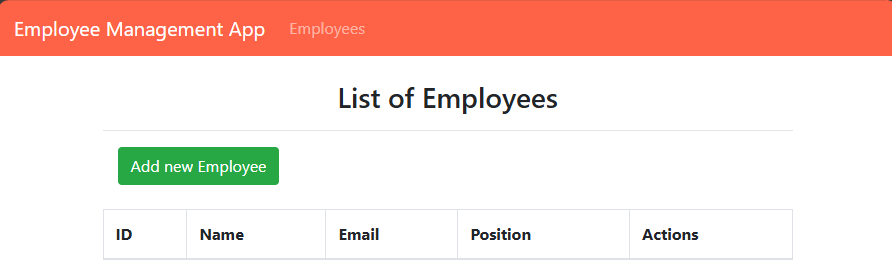 Employee Management App Employees
List of Employees
Add new Employee
ID Name Email Position Actions